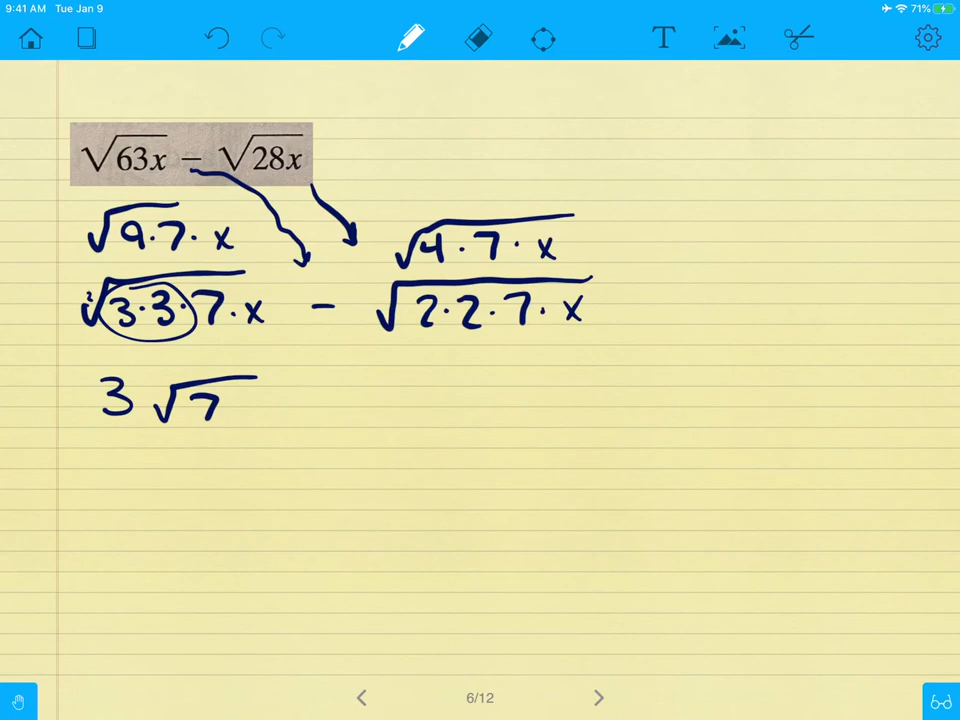 9:41 AM Tue Jan 9 71%
T
√63x − √28x
√9·7·x √4·7·x
²√3·3·7·x − √2·2·7·x
3 √7
6/12